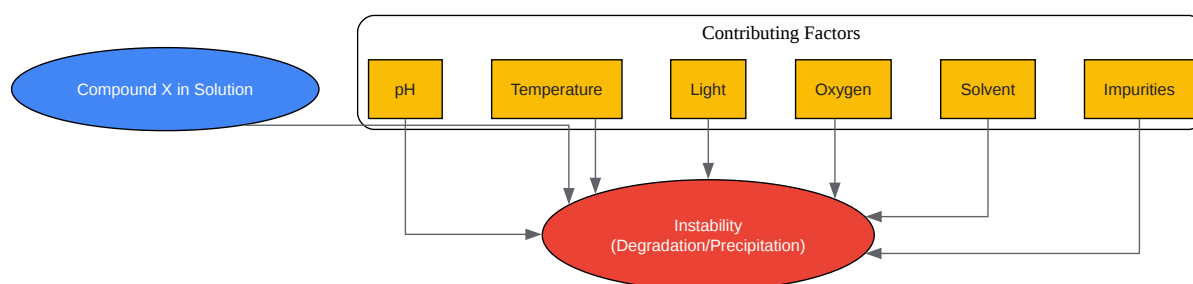 Contributing Factors
Compound X in Solution
pH
Temperature
Light
Oxygen
Solvent
Impurities
Instability
(Degradation/Precipitation)